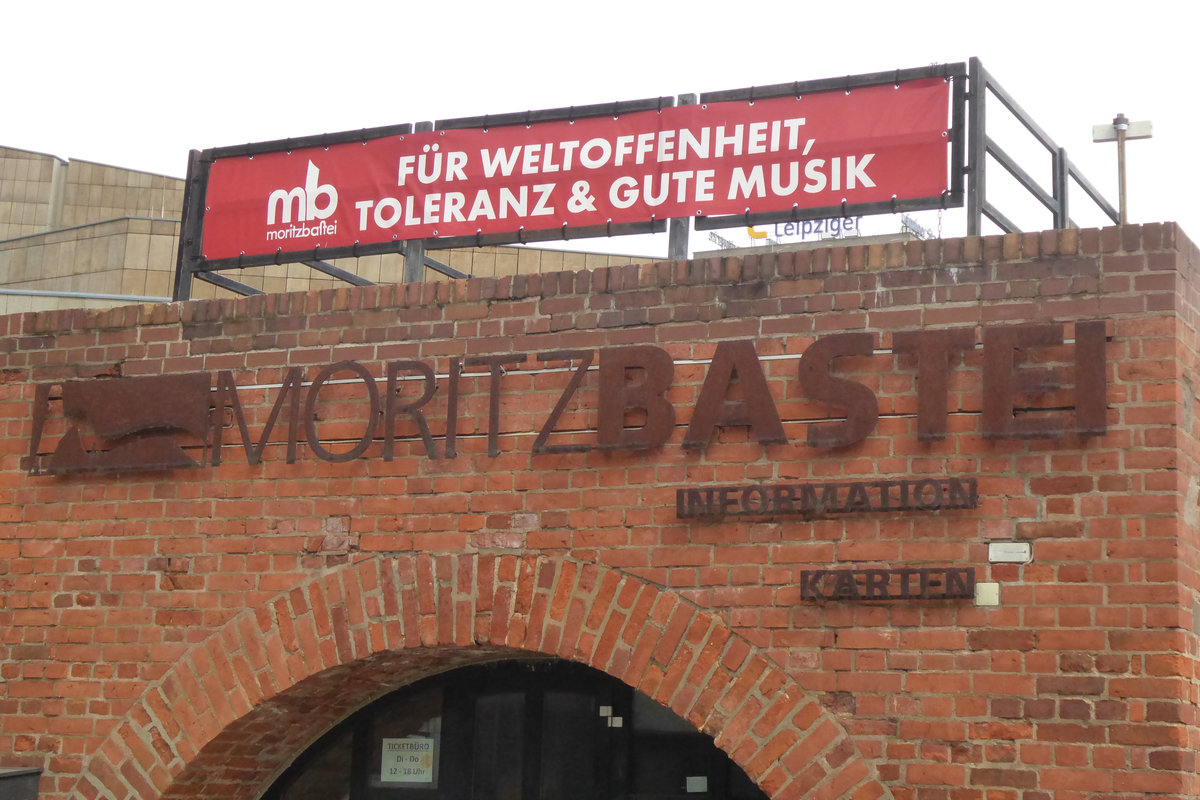 mb
moritzbastei
FÜR WELTOFFENHEIT,
TOLERANZ & GUTE MUSIK
Leipziger
MORITZBASTEI
INFORMATION
KARTEN
TICKETBÜRO
Di - Do
12 - 18 Uhr